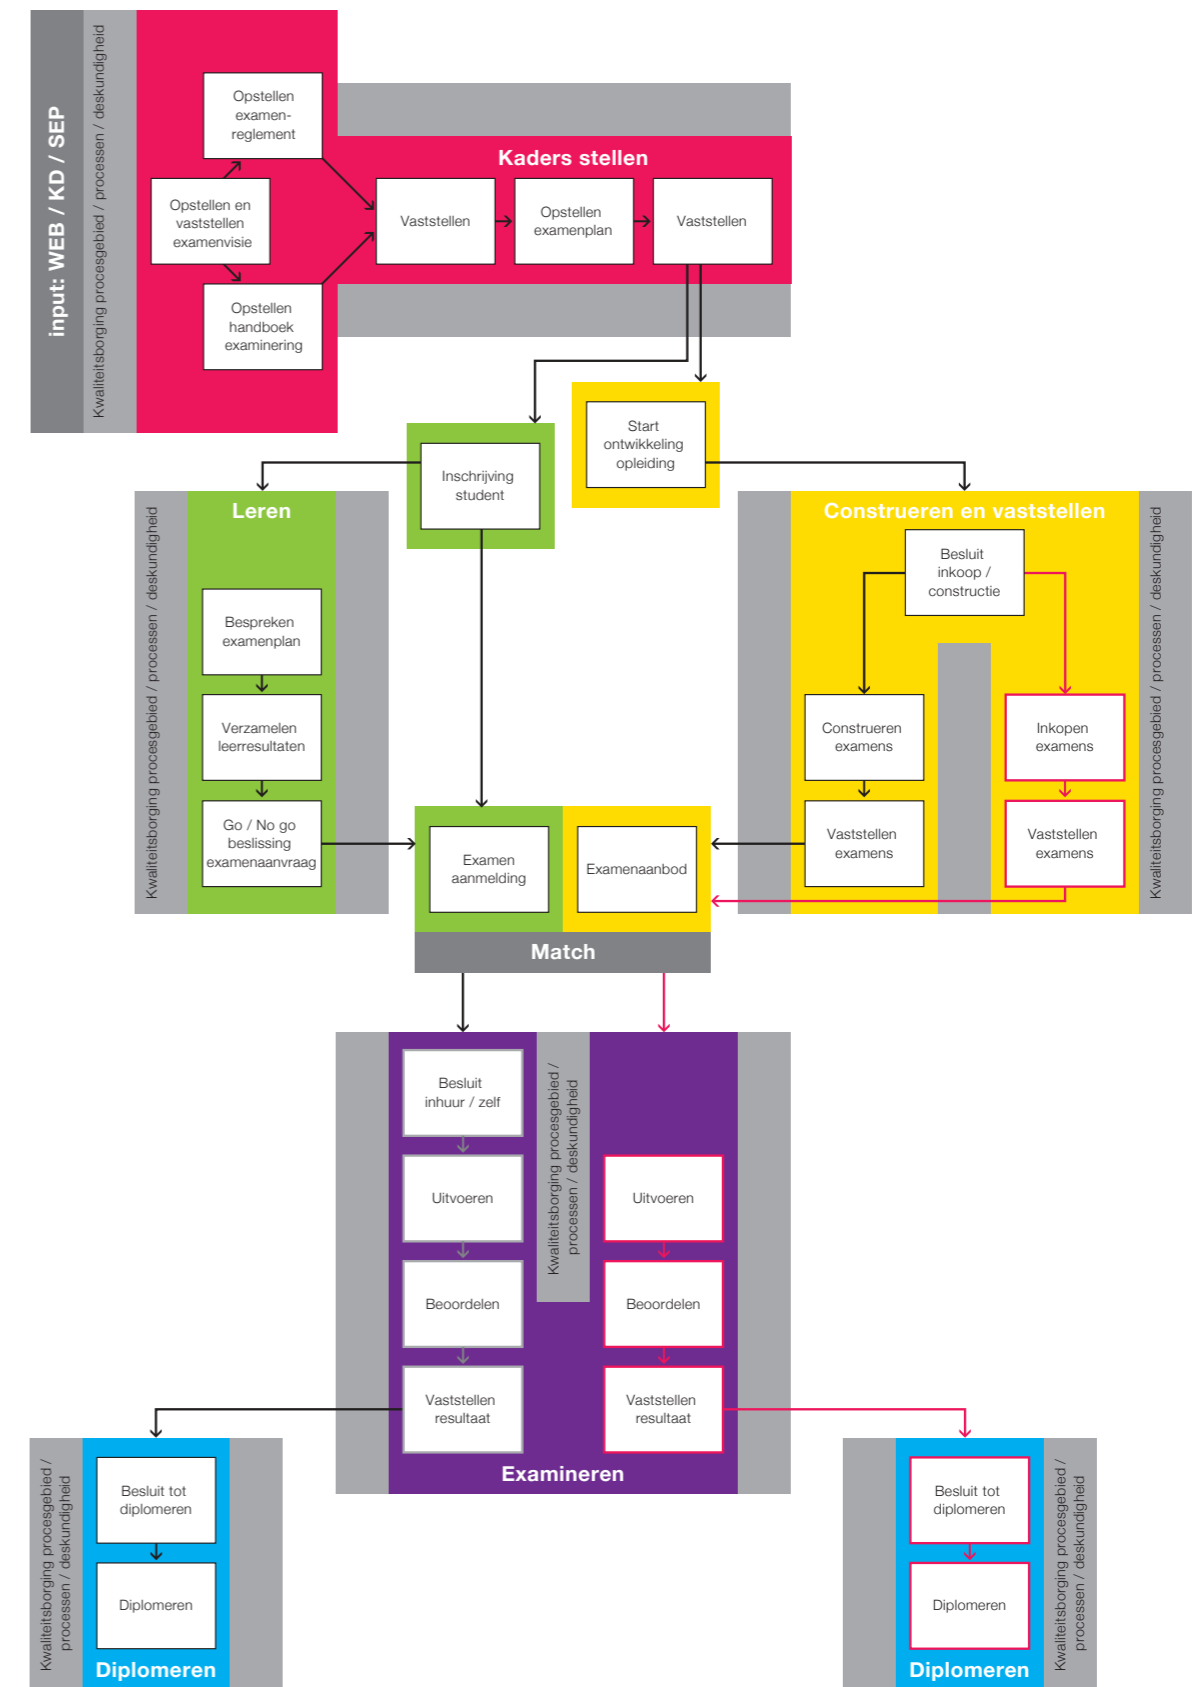 input: WEB / KD / SEP
Kwaliteitsborging procesgebied / processen / deskundigheid
Opstellen
examen-
reglement
Kaders stellen
Opstellen en
vaststellen
examenvisie
Vaststellen
Opstellen
examenplan
Vaststellen
Opstellen
handboek
examinering
Start
ontwikkeling
opleiding
Inschrijving
student
Kwaliteitsborging procesgebied / processen / deskundigheid
Leren
Bespreken
examenplan
Verzamelen
leerresultaten
Go / No go
beslissing
examenaanvraag
Construeren en vaststellen
Besluit
inkoop /
constructie
Construeren
examens
Inkopen
examens
Vaststellen
examens
Vaststellen
examens
Kwaliteitsborging procesgebied / processen / deskundigheid
Examen
aanmelding
Examenaanbod
Match
Besluit
inhuur / zelf
Uitvoeren
Beoordelen
Vaststellen
resultaat
Kwaliteitsborging procesgebied /
processen / deskundigheid
Uitvoeren
Beoordelen
Vaststellen
resultaat
Examineren
Kwaliteitsborging procesgebied /
processen / deskundigheid
Besluit tot
diplomeren
Diplomeren
Diplomeren
Besluit tot
diplomeren
Diplomeren
Diplomeren
Kwaliteitsborging procesgebied /
processen / deskundigheid